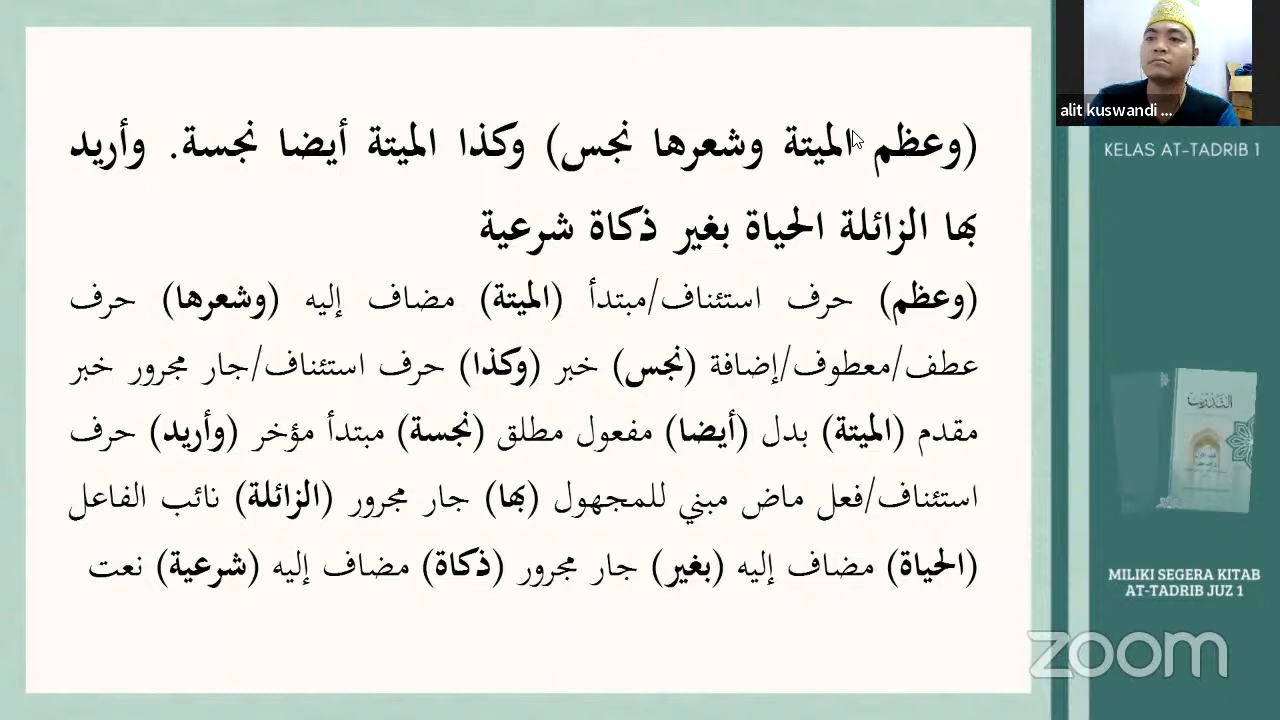 (وعظم الميتة وشعرها نجس) وكذا الميتة أيضا نجسة. وأريد
بها الزائلة الحياة بغير ذكاة شرعية
(وعظم) حرف استئناف/مبتدأ (الميتة) مضاف إليه (وشعرها) حرف
عطف/معطوف/إضافة (نجس) خبر (وكذا) حرف استئناف/جار مجرور خبر
مقدم (الميتة) بدل (أيضا) مفعول مطلق (نجسة) مبتدأ مؤخر (وأريد) حرف
استئناف/فعل ماض مبني للمجهول (بها) جار مجرور (الزائلة) نائب الفاعل
(الحياة) مضاف إليه (بغير) جار مجرور (ذكاة) مضاف إليه (شرعية) نعت
alit kuswandi ...
KELAS AT-TADRIB 1
التدريب
MILIKI SEGERA KITAB
AT-TADRIB JUZ 1
zoom